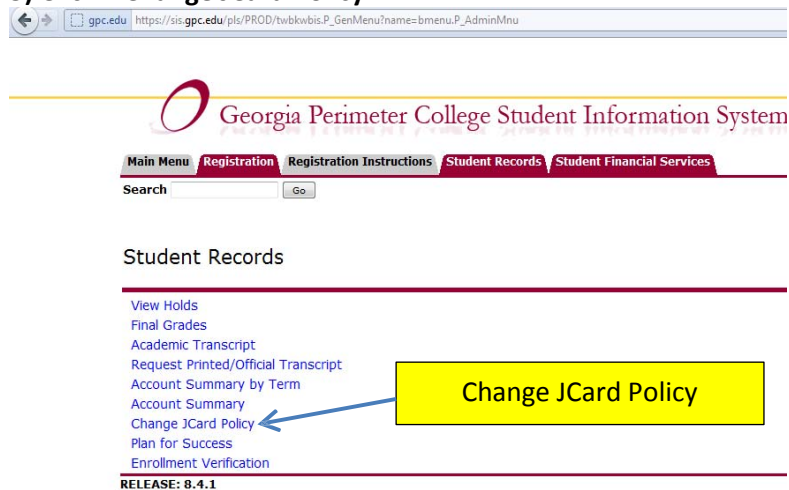 gpc.edu https://sis.gpc.edu/pls/PROD/twbkwbis.P_GenMenu?name=bmenu.P_AdminMnu
Georgia Perimeter College Student Information System
Main Menu Registration Registration Instructions Student Records Student Financial Services
Search Go
Student Records
View Holds
Final Grades
Academic Transcript
Request Printed/Official Transcript
Account Summary by Term
Account Summary
Change JCard Policy
Change JCard Policy
Plan for Success
Enrollment Verification
RELEASE: 8.4.1